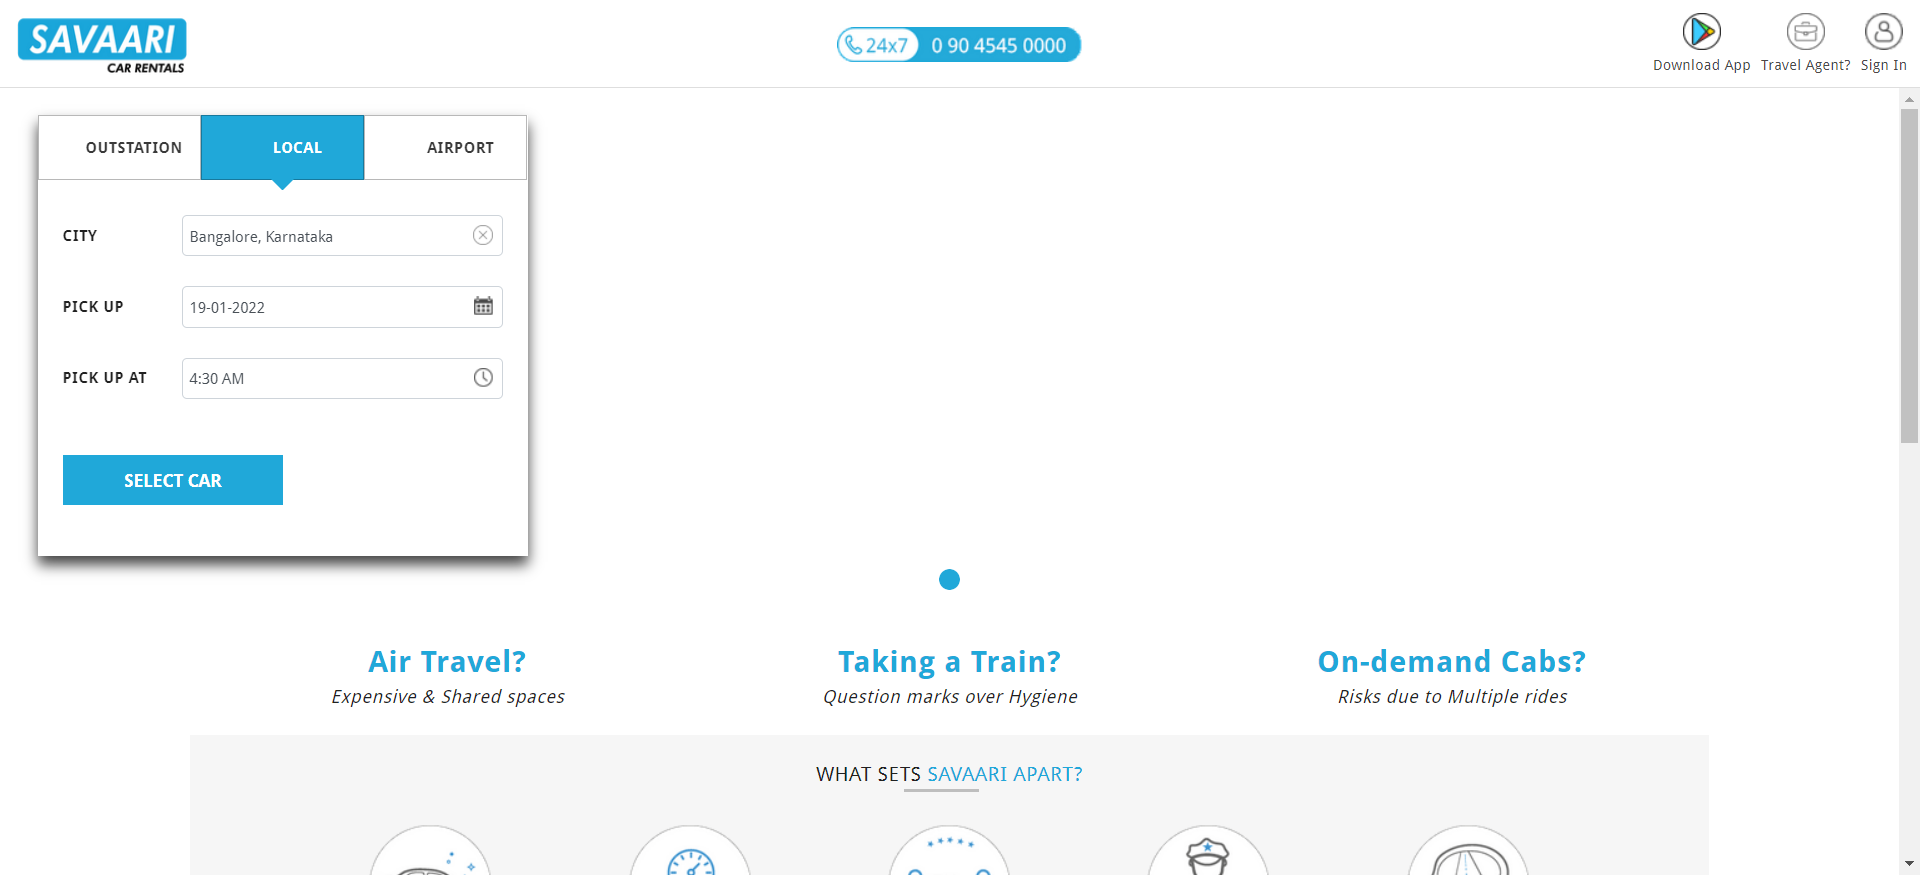 SAVAARI
CAR RENTALS
24x7 0 90 4545 0000
Download App
Travel Agent?
Sign In
OUTSTATION
LOCAL
AIRPORT
CITY
Bangalore, Karnataka
PICK UP
19-01-2022
PICK UP AT
4:30 AM
SELECT CAR
Air Travel?
Expensive & Shared spaces
Taking a Train?
Question marks over Hygiene
On-demand Cabs?
Risks due to Multiple rides
WHAT SETS SAVAARI APART?